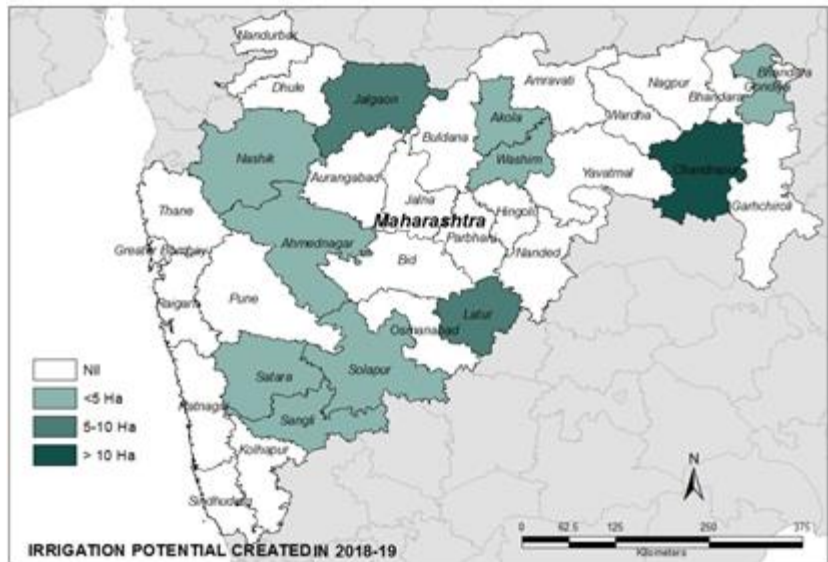 Nandurbar
Dhule
Jalgaon
Nashik
Buldana
Akola
Washim
Amravati
Nagpur
Wardha
Bhandara
Bhandara
Gondiya
Yavatmal
Chandrapur
Garhchiroli
Aurangabad
Jalna
Maharashtra
Hingoli
Parbhani
Nanded
Thane
Greater Bombay
Ahmednagar
Bid
Raigarh
Pune
Osmanabad
Latur
Satara
Solapur
Sangli
Ratnagiri
Kolhapur
Sindhudurg
Nil
<5 Ha
5-10 Ha
> 10 Ha
N
0 62.5 125 250 375
Kilometers
IRRIGATION POTENTIAL CREATED IN 2018-19